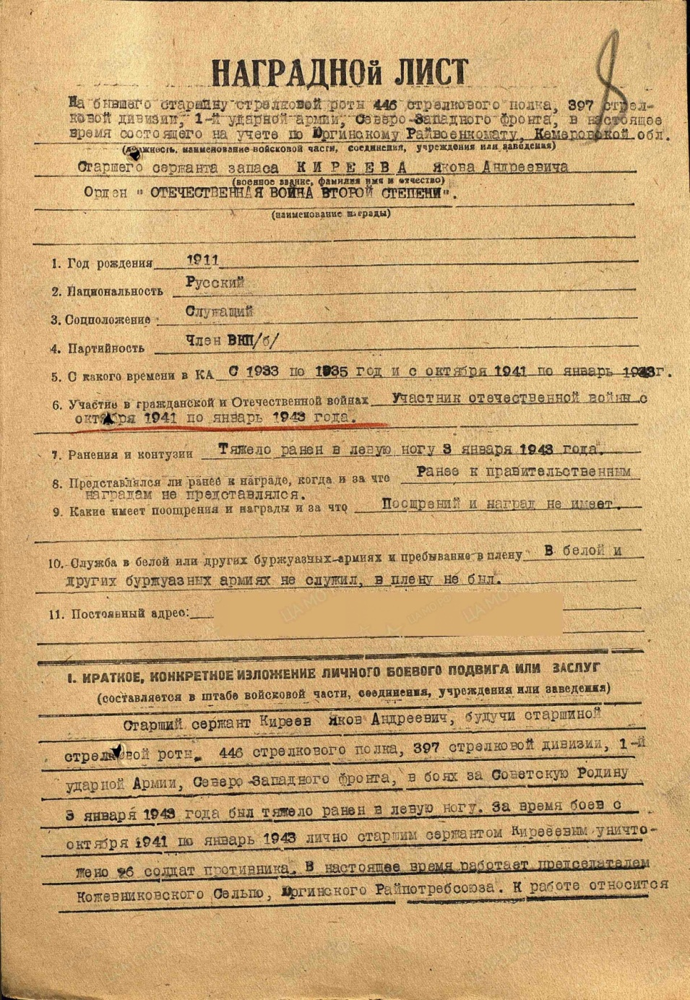 НАГРАДНОЙ ЛИСТ
На бывшего старшину стрелковой роты 446 стрелкового полка, 397 стрел-
ковой дивизии, 1-й ударной армии, Северо-Западного фронта, в настоящее
время состоящего на учете по Юргинскому Райвоенкомату, Кемеровской обл.
(должность, наименование войсковой части, соединения, учреждения или заведения)
Старшего сержанта запаса КИРЕЕВА Якова Андреевича
(военное звание, фамилия имя и отчество)
Орден "ОТЕЧЕСТВЕННАЯ ВОЙНА ВТОРОЙ СТЕПЕНИ".
(наименование награды)
1. Год рождения 1911
2. Национальность Русский
3. Соцположение Служащий
4. Партийность Член ВКП/б/
5. С какого времени в КА С 1933 по 1935 год и с октября 1941 по январь 1943г.
6. Участие в гражданской и Отечественной войнах Участник отечественной войны с
октября 1941 по январь 1943 года.
7. Ранения и контузии Тяжело ранен в левую ногу 3 января 1943 года.
8. Представлялся ли ранее к награде, когда и за что Ранее к правительственным
наградам не представлялся.
9. Какие имеет поощрения и награды и за что Посщрений и наград не имеет.
10. Служба в белой или других буржуазных армиях и пребывание в плену В белой и
других буржуазных армиях не служил, в плену не был.
11. Постоянный адрес:
I. КРАТКОЕ, КОНКРЕТНОЕ ИЗЛОЖЕНИЕ ЛИЧНОГО БОЕВОГО ПОДВИГА ИЛИ ЗАСЛУГ
(составляется в штабе войсковой части, соединения, учреждения или заведения)
Старший сержант Киреев Яков Андреевич, будучи старшиной
стрелковой роты 446 стрелкового полка, 397 стрелковой дивизии, 1-й
ударной Армии, Северо-Западного фронта, в боях за Советскую Родину
3 января 1943 года был тяжело ранен в левую ногу. За время боев с
октября 1941 по январь 1943 лично старшим сержантом Киреевым уничто-
жено солдат противника. В настоящее время работает председателем
Кожевниковского Сельпо, Юргинского Райпотребсоюза. К работе относится